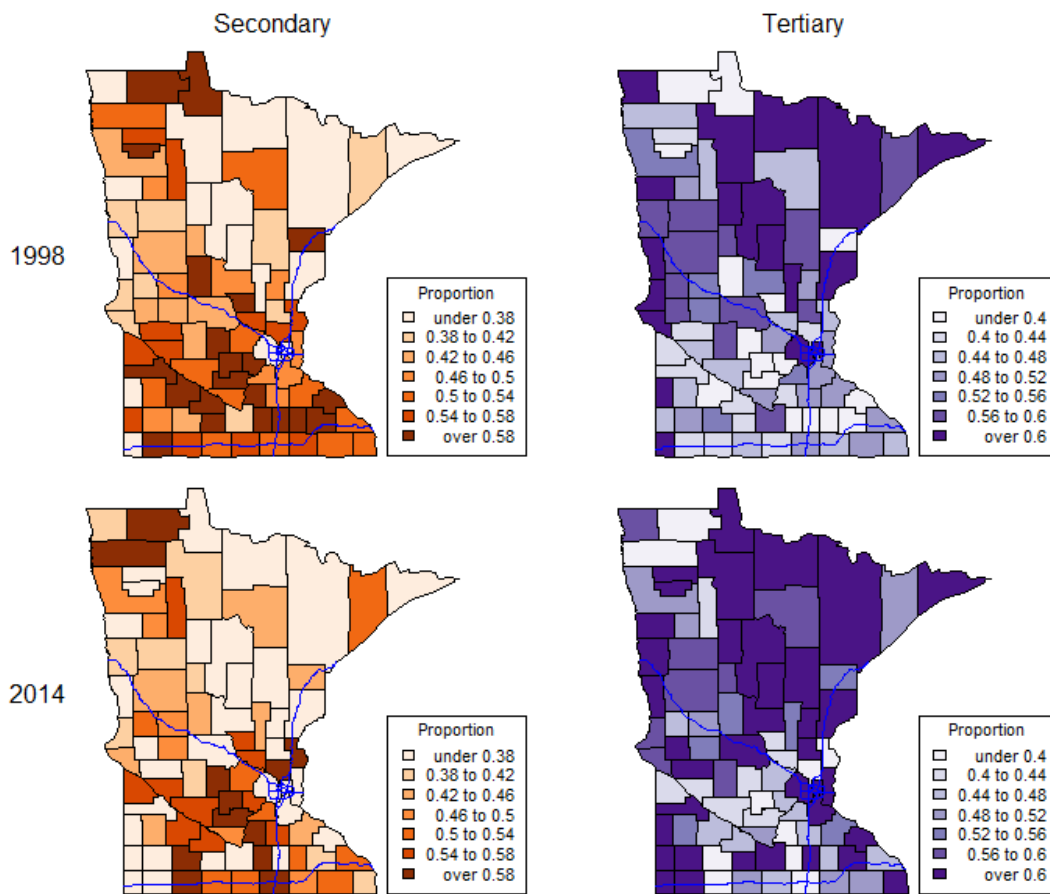 Secondary
Tertiary
1998
Proportion
under 0.38
0.38 to 0.42
0.42 to 0.46
0.46 to 0.5
0.5 to 0.54
0.54 to 0.58
over 0.58
Proportion
under 0.4
0.4 to 0.44
0.44 to 0.48
0.48 to 0.52
0.52 to 0.56
0.56 to 0.6
over 0.6
2014
Proportion
under 0.38
0.38 to 0.42
0.42 to 0.46
0.46 to 0.5
0.5 to 0.54
0.54 to 0.58
over 0.58
Proportion
under 0.4
0.4 to 0.44
0.44 to 0.48
0.48 to 0.52
0.52 to 0.56
0.56 to 0.6
over 0.6